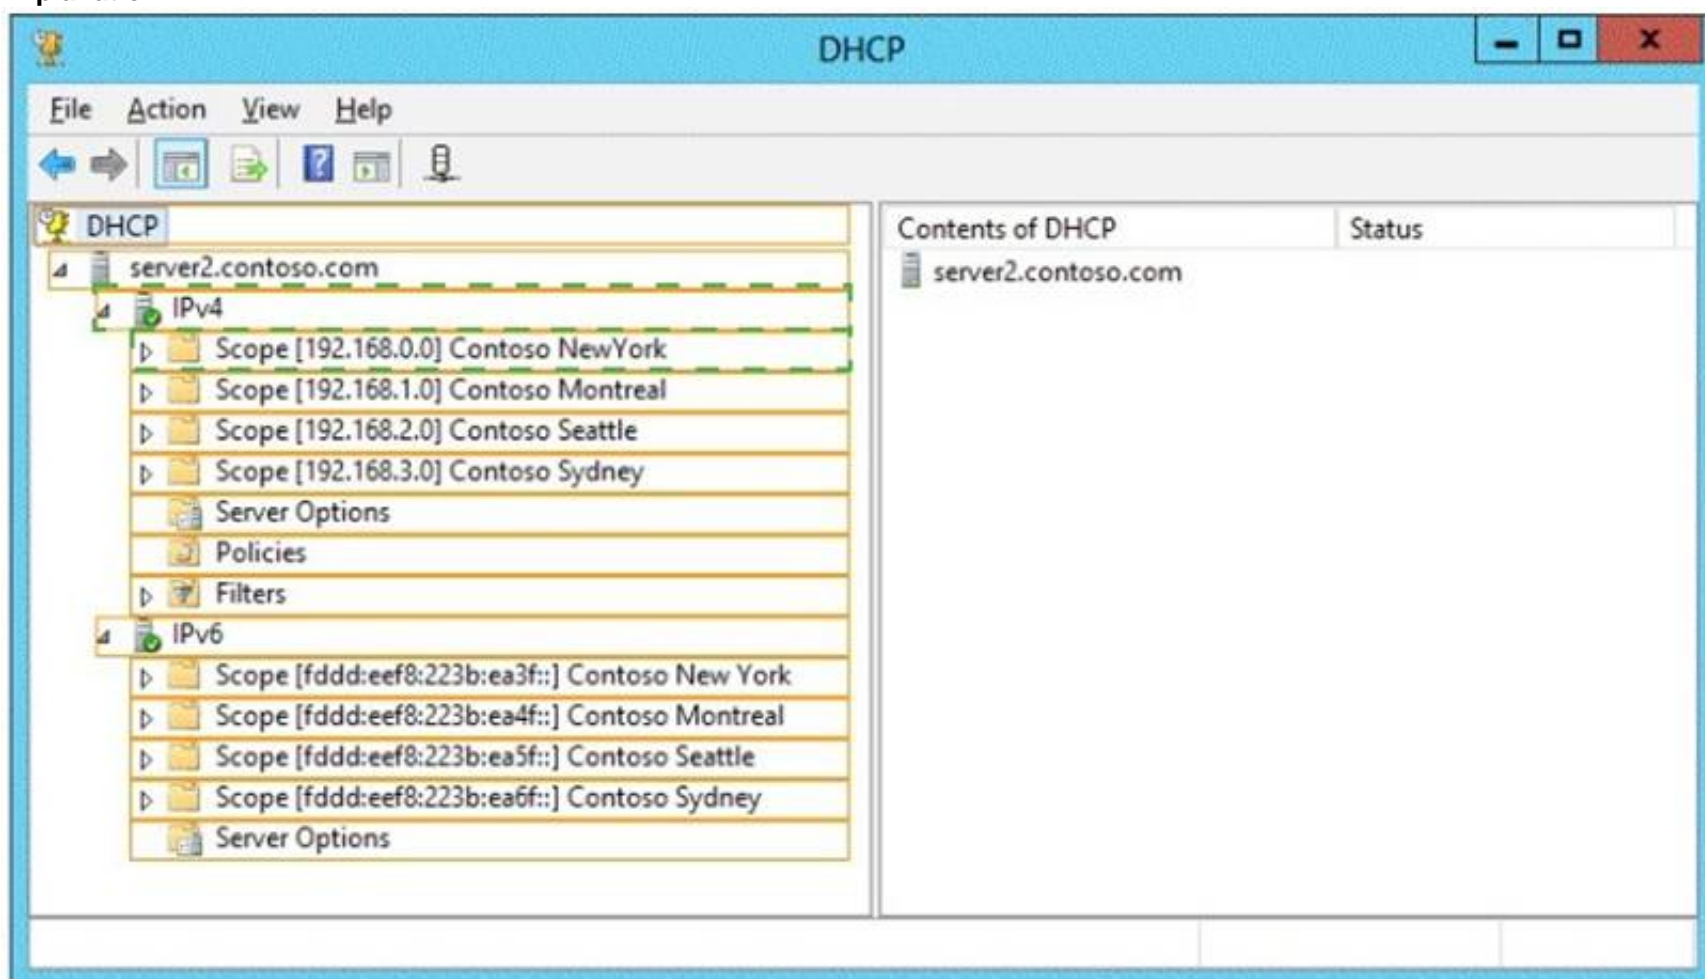 DHCP
File Action View Help
DHCP
server2.contoso.com
IPv4
Scope [192.168.0.0] Contoso NewYork
Scope [192.168.1.0] Contoso Montreal
Scope [192.168.2.0] Contoso Seattle
Scope [192.168.3.0] Contoso Sydney
Server Options
Policies
Filters
IPv6
Scope [fddd:eef8:223b:ea3f::] Contoso New York
Scope [fddd:eef8:223b:ea4f::] Contoso Montreal
Scope [fddd:eef8:223b:ea5f::] Contoso Seattle
Scope [fddd:eef8:223b:ea6f::] Contoso Sydney
Server Options
Contents of DHCP Status
server2.contoso.com